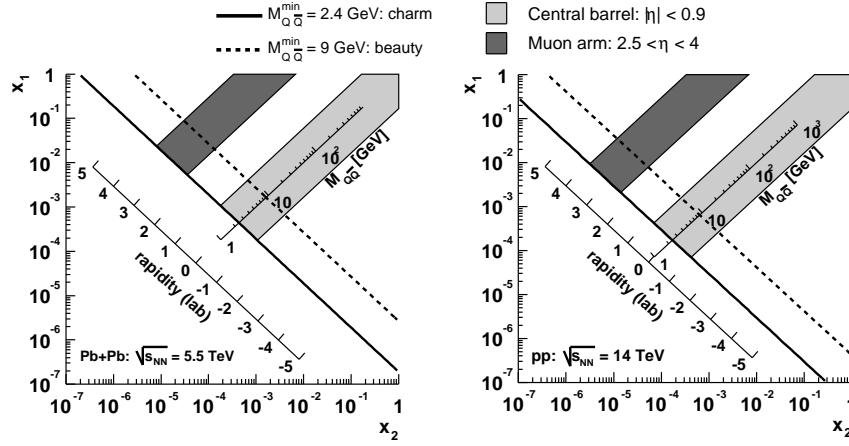 M^min_QQ̅ = 2.4 GeV: charm
M^min_QQ̅ = 9 GeV: beauty
Central barrel: |η| < 0.9
Muon arm: 2.5 < η < 4
x₁
1
10⁻¹
10⁻²
10⁻³
10⁻⁴
10⁻⁵
10⁻⁶
10⁻⁷
5
4
3
2
1
0
-1
-2
-3
-4
-5
rapidity (lab)
1
10
10²
M_QQ̅ [GeV]
Pb+Pb: √s_NN = 5.5 TeV
10⁻⁷ 10⁻⁶ 10⁻⁵ 10⁻⁴ 10⁻³ 10⁻² 10⁻¹ 1
x₂
x₁
1
10⁻¹
10⁻²
10⁻³
10⁻⁴
10⁻⁵
10⁻⁶
10⁻⁷
5
4
3
2
1
0
-1
-2
-3
-4
-5
rapidity (lab)
1
10
10²
10³
M_QQ̅ [GeV]
pp: √s_NN = 14 TeV
10⁻⁷ 10⁻⁶ 10⁻⁵ 10⁻⁴ 10⁻³ 10⁻² 10⁻¹ 1
x₂